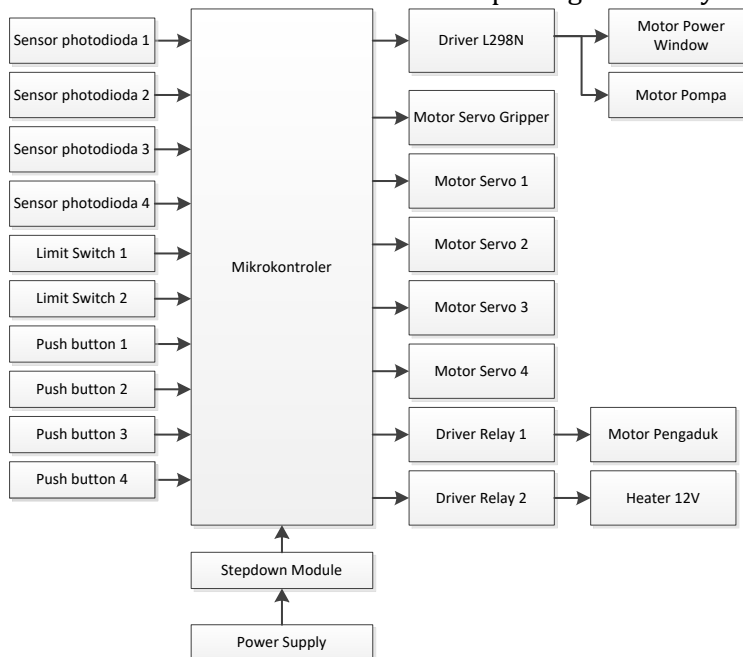 Sensor photodioda 1
Sensor photodioda 2
Sensor photodioda 3
Sensor photodioda 4
Limit Switch 1
Limit Switch 2
Push button 1
Push button 2
Push button 3
Push button 4
Mikrokontroler
Stepdown Module
Power Supply
Driver L298N
Motor Servo Gripper
Motor Servo 1
Motor Servo 2
Motor Servo 3
Motor Servo 4
Driver Relay 1
Driver Relay 2
Motor Power
Window
Motor Pompa
Motor Pengaduk
Heater 12V